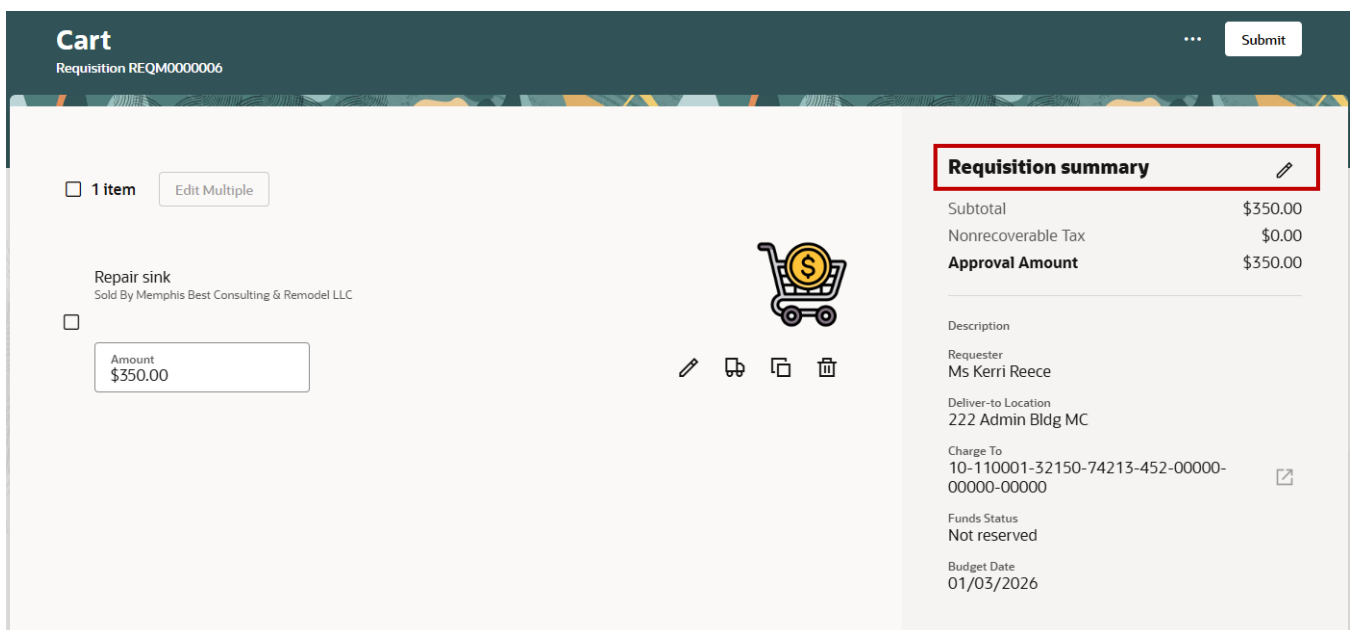 Cart
Requisition REQM0000006
...
Submit
1 item
Edit Multiple
Repair sink
Sold By Memphis Best Consulting & Remodel LLC
Amount
$350.00
$
Requisition summary
Subtotal $350.00
Nonrecoverable Tax $0.00
Approval Amount $350.00
Description
Requester
Ms Kerri Reece
Deliver-to Location
222 Admin Bldg MC
Charge To
10-110001-32150-74213-452-00000-
00000-00000
Funds Status
Not reserved
Budget Date
01/03/2026